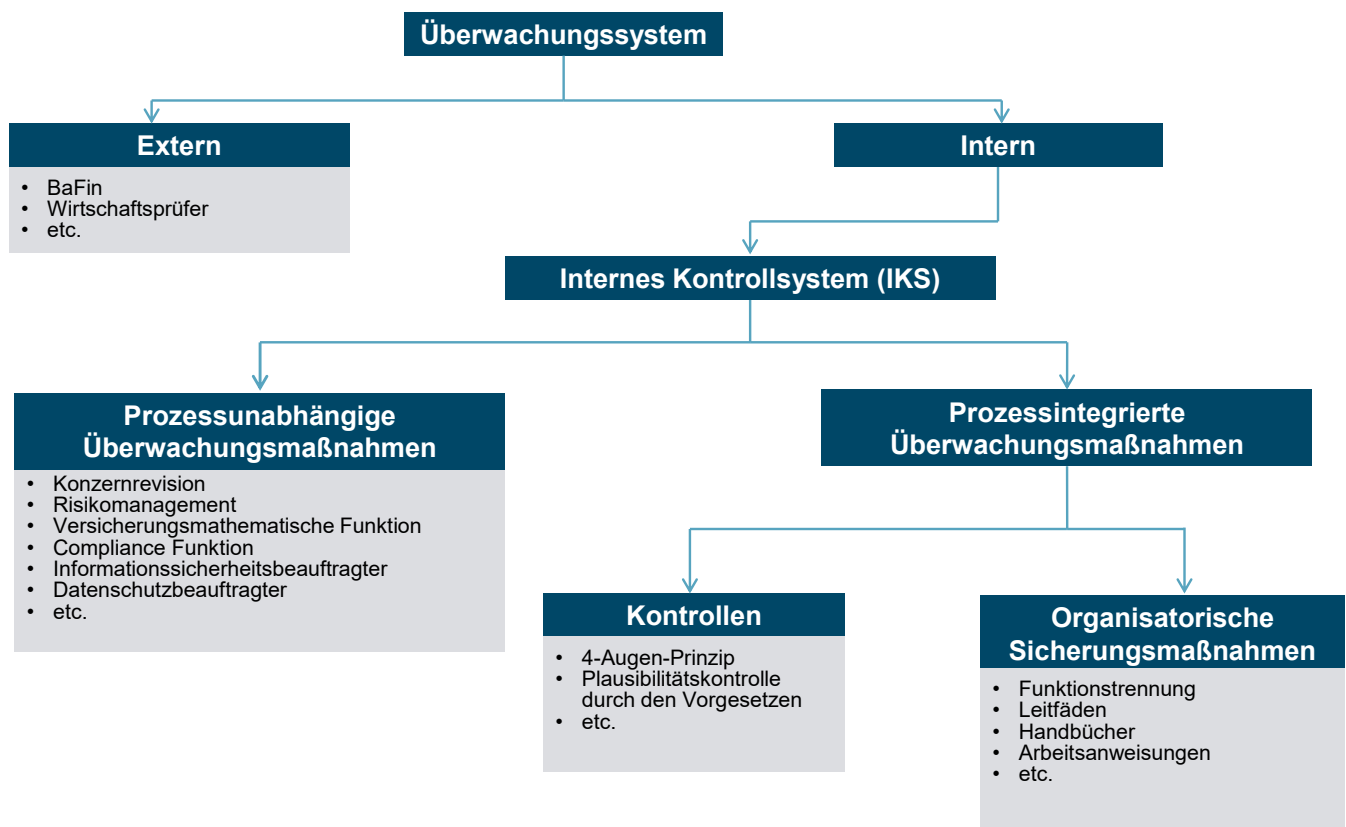 Überwachungssystem
Extern
• BaFin
• Wirtschaftsprüfer
• etc.
Intern
Internes Kontrollsystem (IKS)
Prozessunabhängige
Überwachungsmaßnahmen
• Konzernrevision
• Risikomanagement
• Versicherungsmathematische Funktion
• Compliance Funktion
• Informationssicherheitsbeauftragter
• Datenschutzbeauftragter
• etc.
Prozessintegrierte
Überwachungsmaßnahmen
Kontrollen
• 4-Augen-Prinzip
• Plausibilitätskontrolle
durch den Vorgesetzen
• etc.
Organisatorische
Sicherungsmaßnahmen
• Funktionstrennung
• Leitfäden
• Handbücher
• Arbeitsanweisungen
• etc.